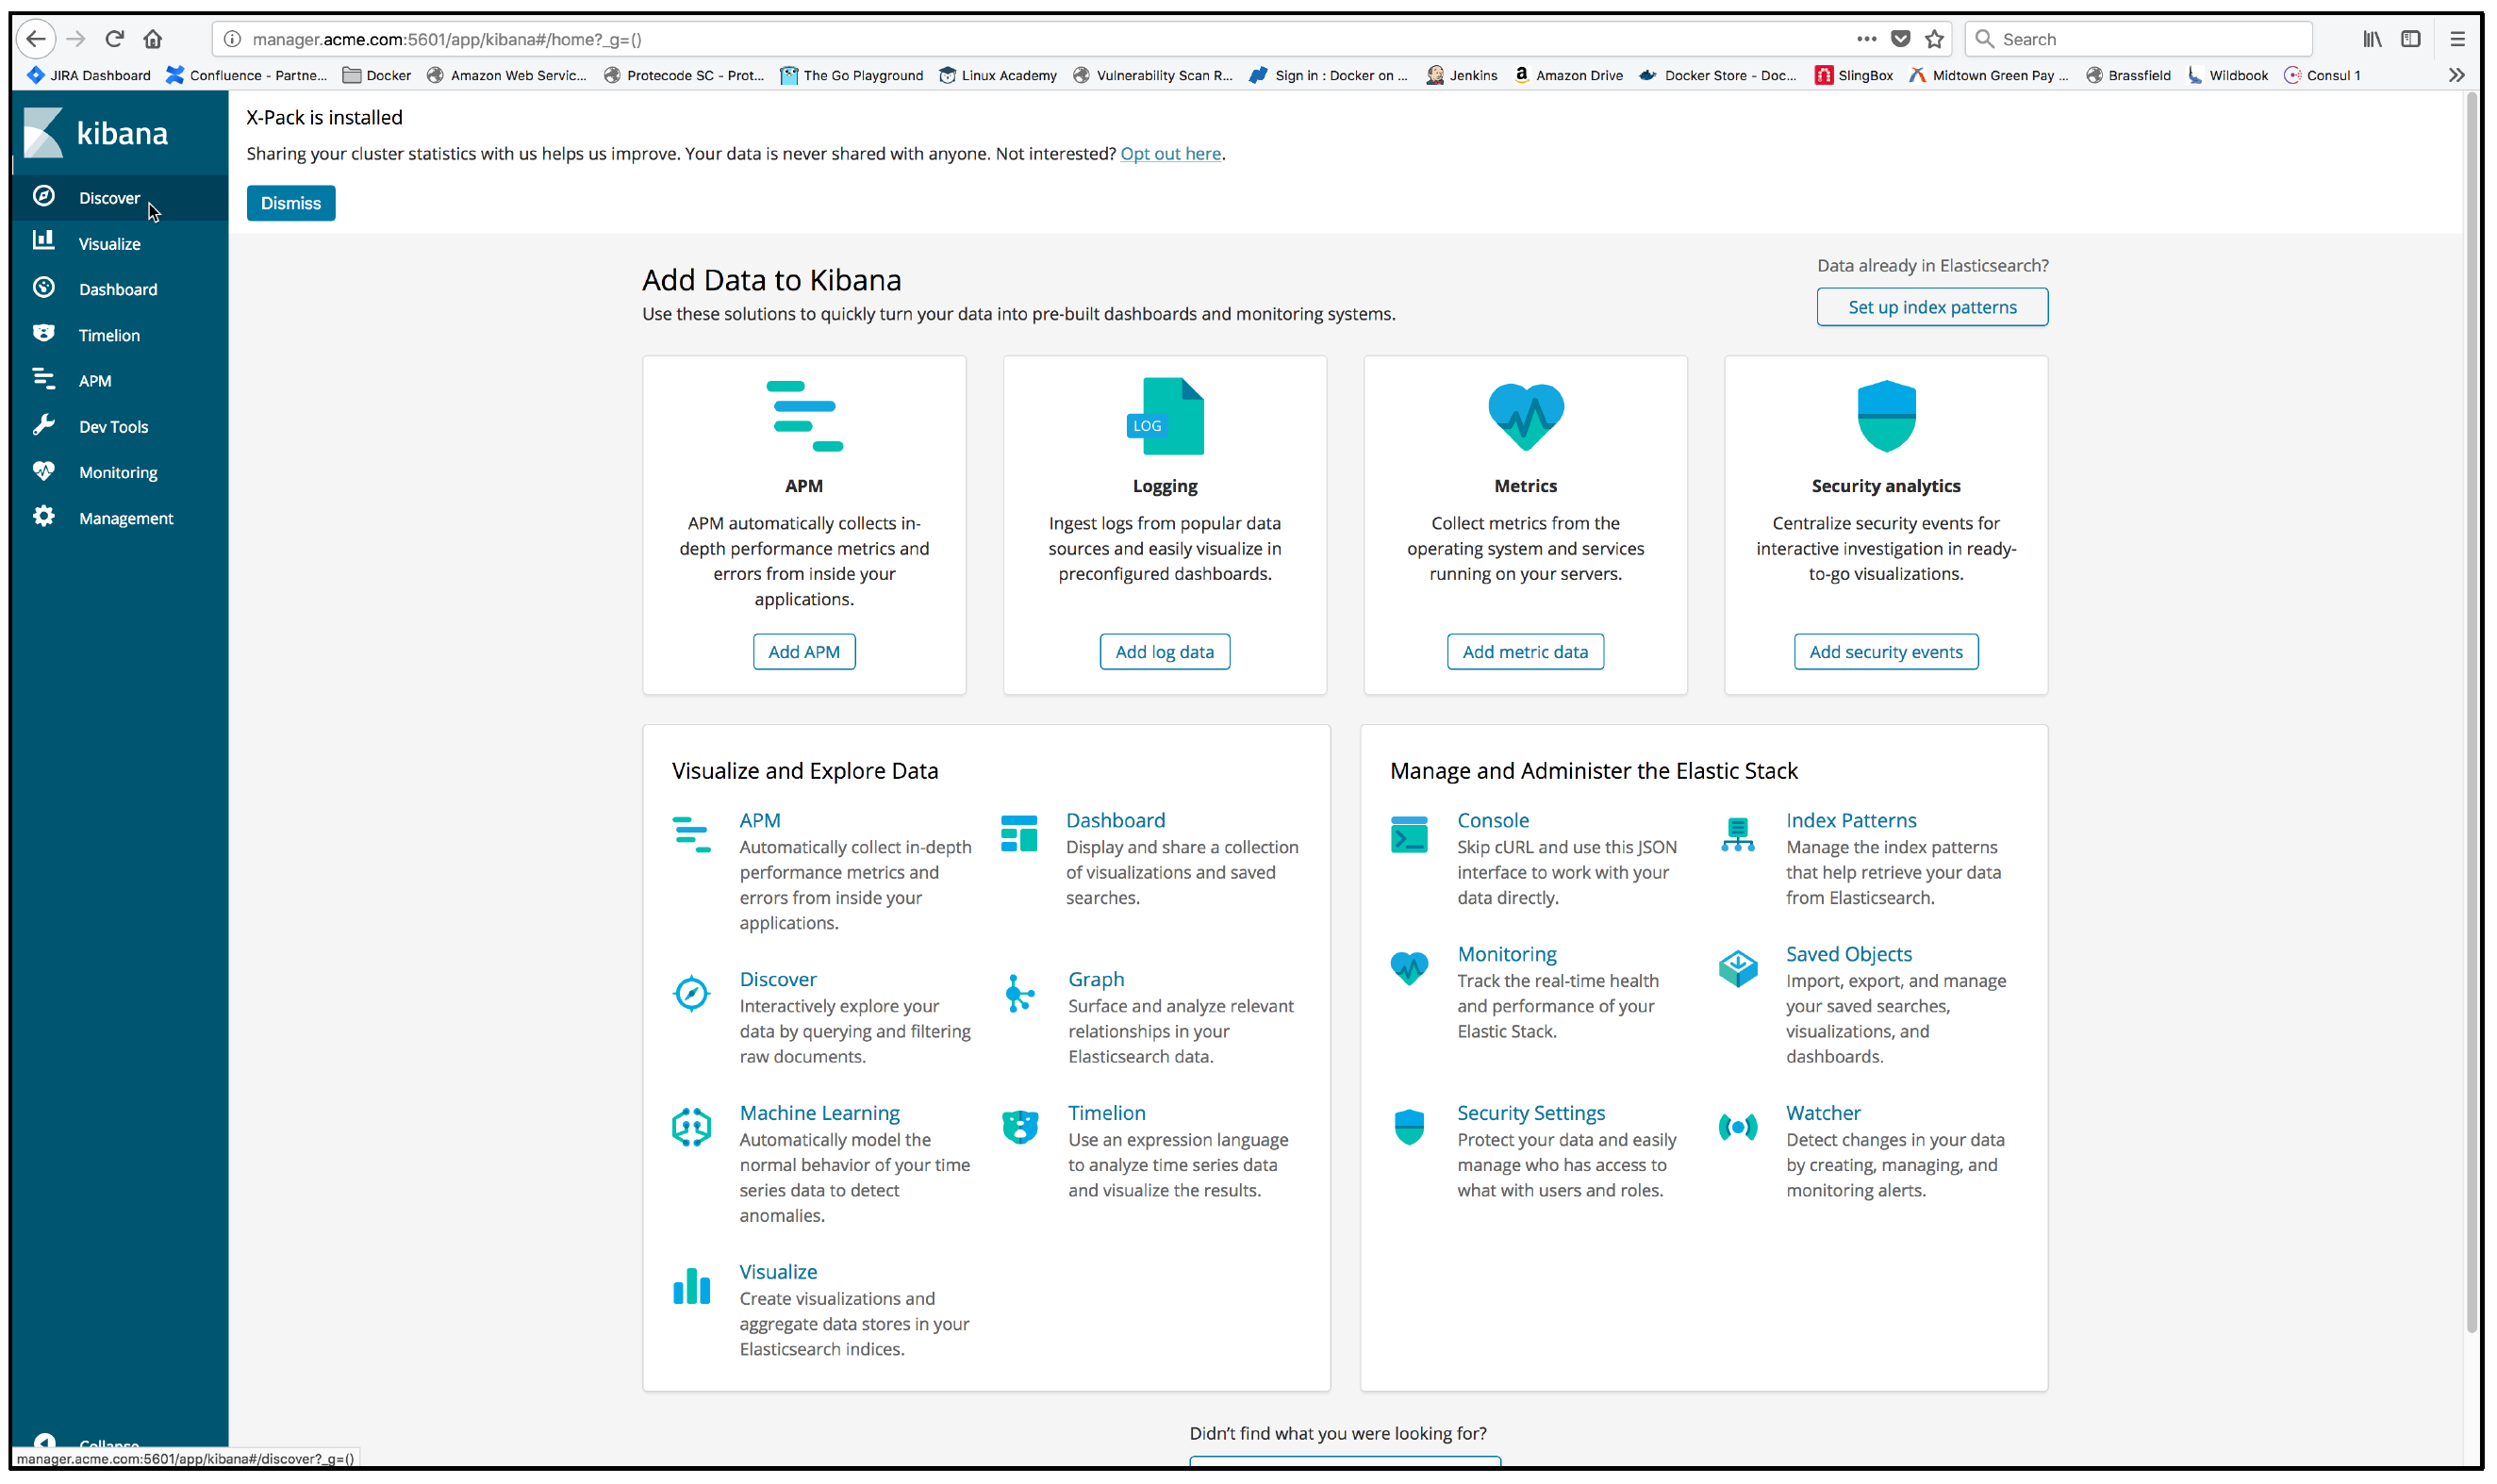 manager.acme.com:5601/app/kibana#/home?_g=()
Search
JIRA Dashboard
Confluence - Partne...
Docker
Amazon Web Servic...
Protecode SC - Prot...
The Go Playground
Linux Academy
Vulnerability Scan R...
Sign in : Docker on ...
Jenkins
Amazon Drive
Docker Store - Doc...
SlingBox
Midtown Green Pay ...
Brassfield
Wildbook
Consul 1
kibana
Discover
Visualize
Dashboard
Timelion
APM
Dev Tools
Monitoring
Management
Collapse
manager.acme.com:5601/app/kibana#/discover?_g=()
X-Pack is installed
Sharing your cluster statistics with us helps us improve. Your data is never shared with anyone. Not interested? Opt out here.
Dismiss
Add Data to Kibana
Use these solutions to quickly turn your data into pre-built dashboards and monitoring systems.
Data already in Elasticsearch?
Set up index patterns
APM
APM automatically collects in-
depth performance metrics and
errors from inside your
applications.
Add APM
LOG
Logging
Ingest logs from popular data
sources and easily visualize in
preconfigured dashboards.
Add log data
Metrics
Collect metrics from the
operating system and services
running on your servers.
Add metric data
Security analytics
Centralize security events for
interactive investigation in ready-
to-go visualizations.
Add security events
Visualize and Explore Data
APM
Automatically collect in-depth
performance metrics and
errors from inside your
applications.
Dashboard
Display and share a collection
of visualizations and saved
searches.
Discover
Interactively explore your
data by querying and filtering
raw documents.
Graph
Surface and analyze relevant
relationships in your
Elasticsearch data.
Machine Learning
Automatically model the
normal behavior of your time
series data to detect
anomalies.
Timelion
Use an expression language
to analyze time series data
and visualize the results.
Visualize
Create visualizations and
aggregate data stores in your
Elasticsearch indices.
Manage and Administer the Elastic Stack
Console
Skip cURL and use this JSON
interface to work with your
data directly.
Index Patterns
Manage the index patterns
that help retrieve your data
from Elasticsearch.
Monitoring
Track the real-time health
and performance of your
Elastic Stack.
Saved Objects
Import, export, and manage
your saved searches,
visualizations, and
dashboards.
Security Settings
Protect your data and easily
manage who has access to
what with users and roles.
Watcher
Detect changes in your data
by creating, managing, and
monitoring alerts.
Didn't find what you were looking for?